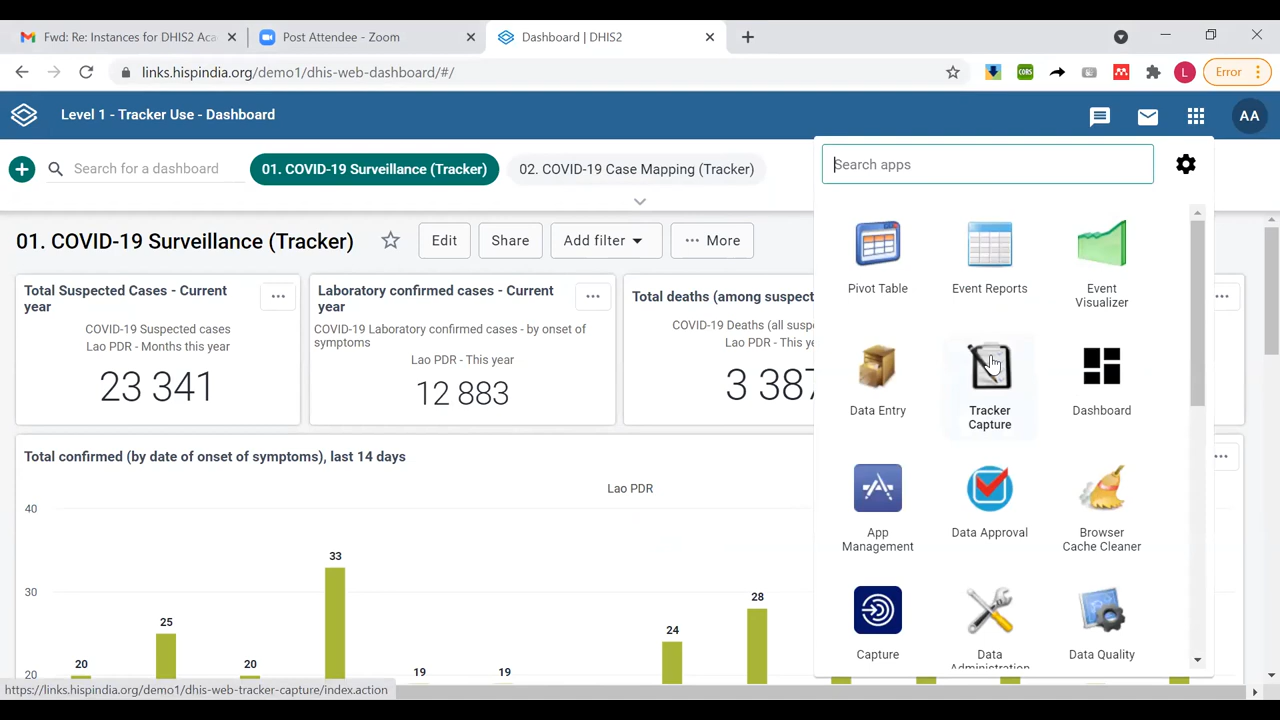 Fwd: Re: Instances for DHIS2 Aca
Post Attendee - Zoom
Dashboard | DHIS2
links.hispindia.org/demo1/dhis-web-dashboard/#/
CORS
L
Error
Level 1 - Tracker Use - Dashboard
AA
Search for a dashboard
01. COVID-19 Surveillance (Tracker)
02. COVID-19 Case Mapping (Tracker)
Search apps
01. COVID-19 Surveillance (Tracker)
Edit
Share
Add filter
More
Total Suspected Cases - Current
year
COVID-19 Suspected cases
Lao PDR - Months this year
23 341
Laboratory confirmed cases - Current
year
COVID-19 Laboratory confirmed cases - by onset of
symptoms
Lao PDR - This year
12 883
Total deaths (among suspect
COVID-19 Deaths (all susp
Lao PDR - This ye
3 387
Pivot Table
Event Reports
Event
Visualizer
Data Entry
Tracker
Capture
Dashboard
App
Management
Data Approval
Browser
Cache Cleaner
Capture
Data
Administration
Data Quality
Total confirmed (by date of onset of symptoms), last 14 days
Lao PDR
40
30
20
20
25
20
33
19
19
24
28
https://links.hispindia.org/demo1/dhis-web-tracker-capture/index.action